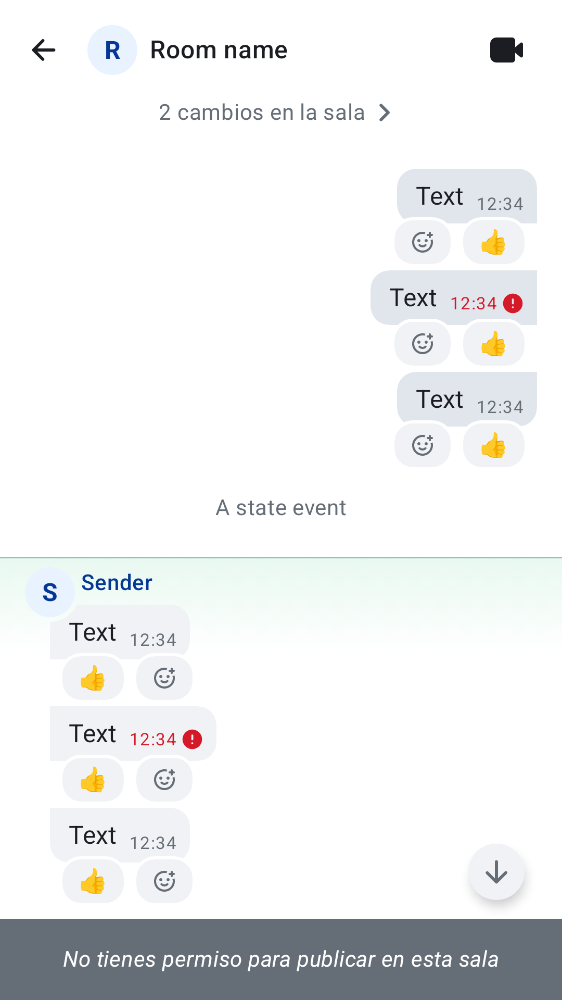 R Room name
2 cambios en la sala
Text 12:34
👍
Text 12:34
👍
Text 12:34
👍
A state event
S Sender
Text 12:34
👍
Text 12:34
👍
Text 12:34
👍
No tienes permiso para publicar en esta sala